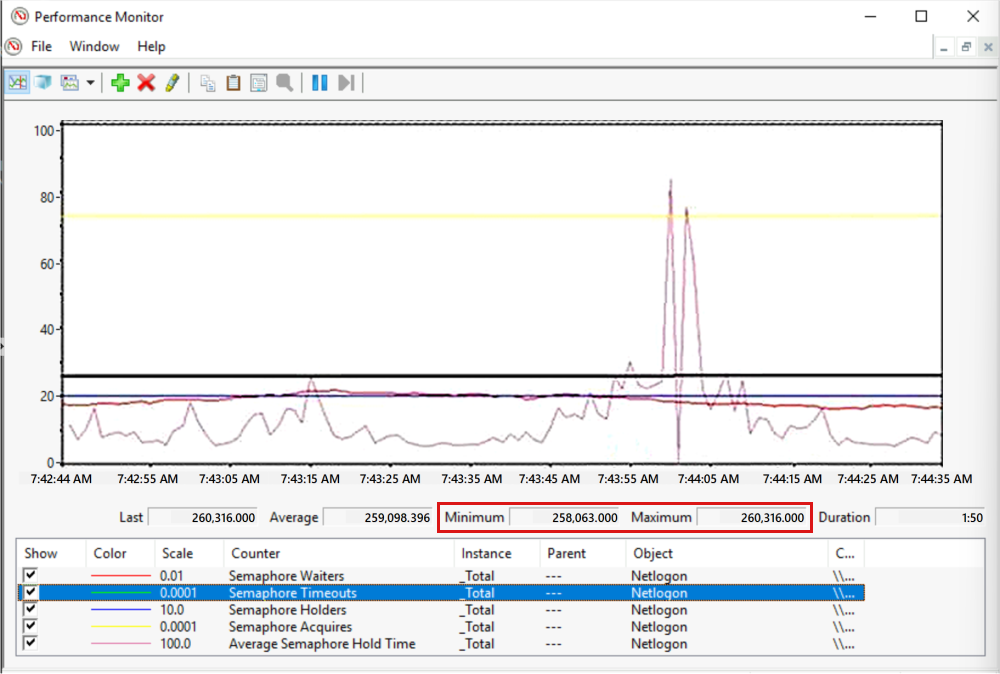 Performance Monitor
File Window Help
100
80
60
40
20
0
7:42:44 AM 7:42:55 AM 7:43:05 AM 7:43:15 AM 7:43:25 AM 7:43:35 AM 7:43:45 AM 7:43:55 AM 7:44:05 AM 7:44:15 AM 7:44:25 AM 7:44:35 AM
Last 260,316.000 Average 259,098.396 Minimum 258,063.000 Maximum 260,316.000 Duration 1:50
Show Color Scale Counter Instance Parent Object C...
0.01 Semaphore Waiters _Total --- Netlogon \\...
0.0001 Semaphore Timeouts _Total --- Netlogon \\...
10.0 Semaphore Holders _Total --- Netlogon \\...
0.0001 Semaphore Acquires _Total --- Netlogon \\...
100.0 Average Semaphore Hold Time _Total --- Netlogon \\...